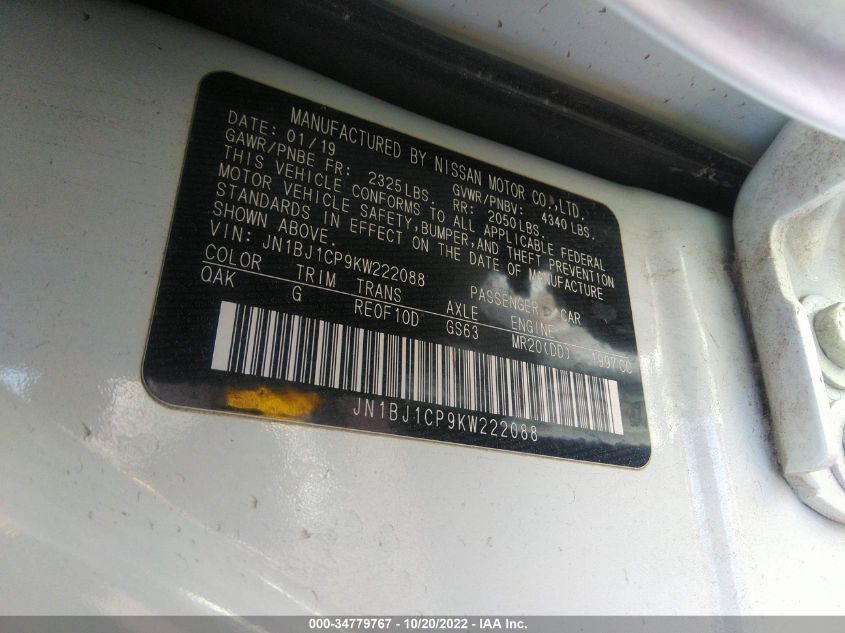 MANUFACTURED BY NISSAN MOTOR CO.,LTD.
DATE: 01/19 GVWR/PNBV: 4340 LBS.
GAWR/PNBE FR: 2325 LBS. RR: 2050 LBS.
THIS VEHICLE CONFORMS TO ALL APPLICABLE FEDERAL
MOTOR VEHICLE SAFETY, BUMPER, AND THEFT PREVENTION
STANDARDS IN EFFECT ON THE DATE OF MANUFACTURE
SHOWN ABOVE.
VIN: JN1BJ1CP9KW222088 PASSENGER CAR
COLOR TRIM TRANS AXLE ENGINE
QAK G RE0F10D GS63 MR20(DD) 1997CC
JN1BJ1CP9KW222088
000-34779767 - 10/20/2022 - IAA Inc.